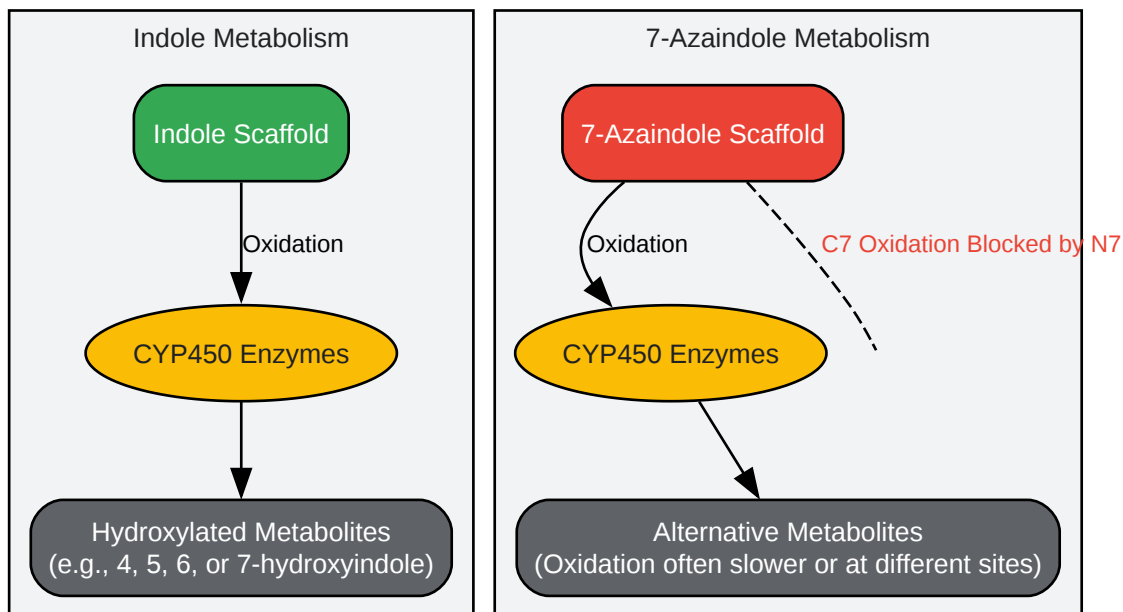 Indole Metabolism
Indole Scaffold
Oxidation
CYP450 Enzymes
Hydroxylated Metabolites
(e.g., 4, 5, 6, or 7-hydroxyindole)
7-Azaindole Metabolism
7-Azaindole Scaffold
Oxidation
C7 Oxidation Blocked by N7
CYP450 Enzymes
Alternative Metabolites
(Oxidation often slower or at different sites)